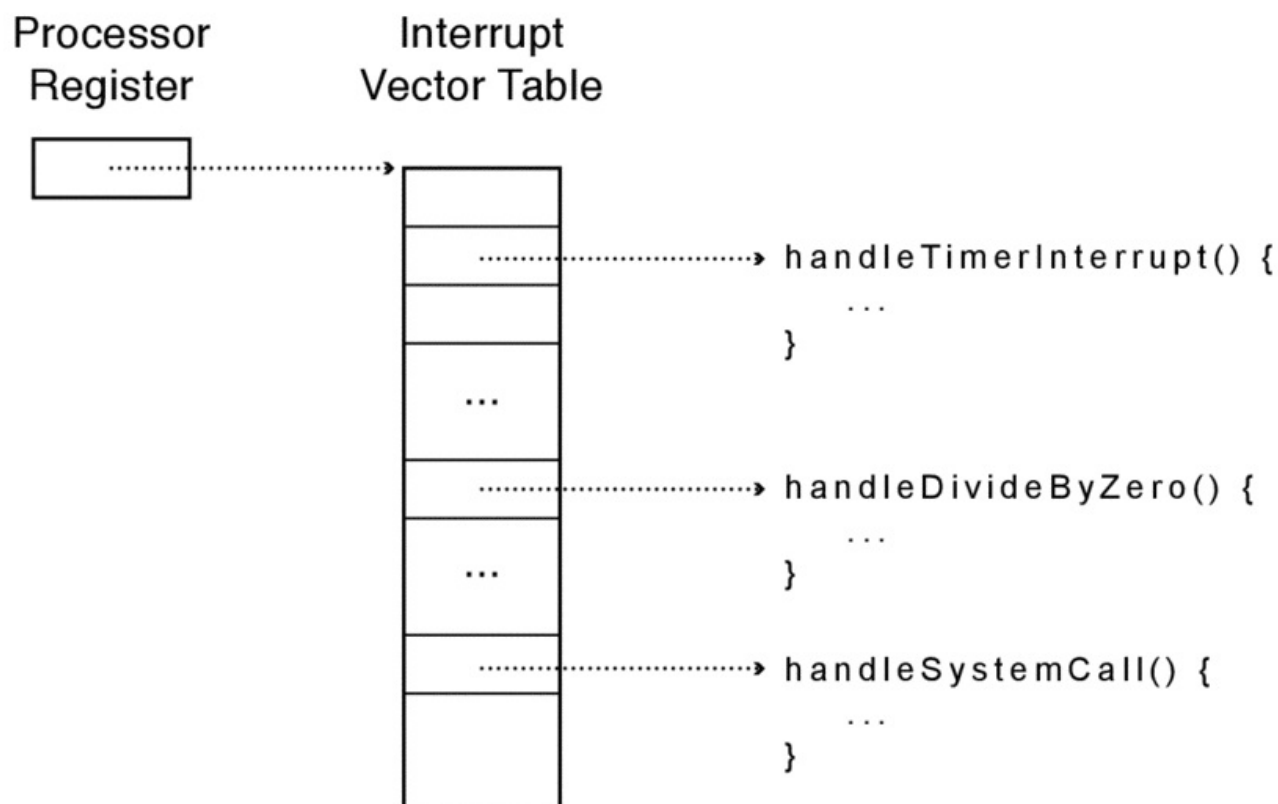 Processor
Register
Interrupt
Vector Table
handleTimerInterrupt() {
...
}
...
handleDivideByZero() {
...
}
...
handleSystemCall() {
...
}